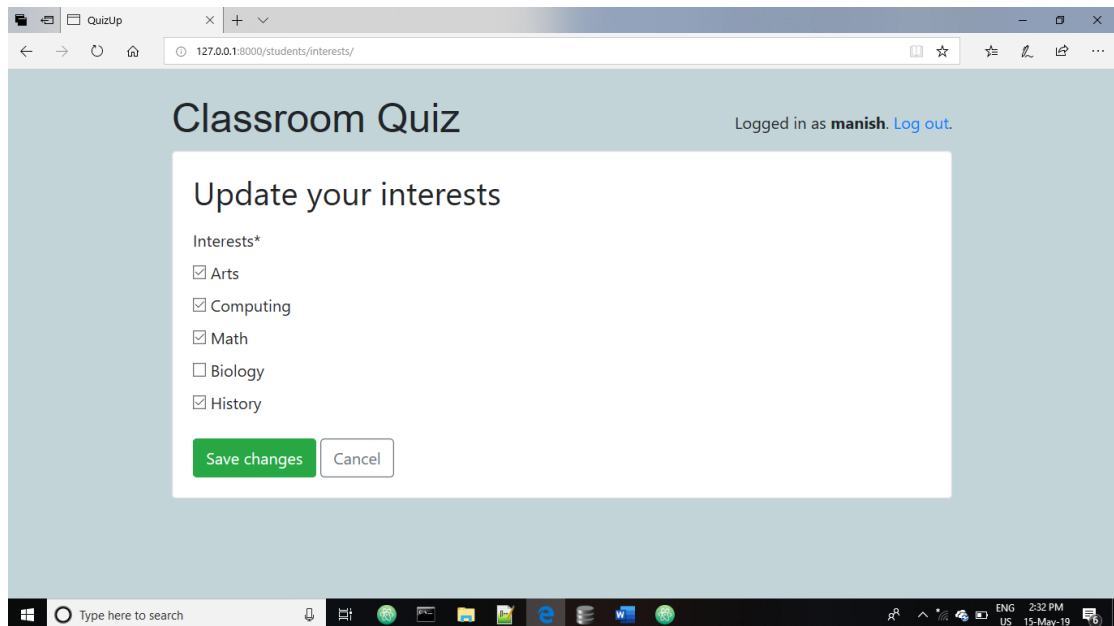 QuizUp
127.0.0.1:8000/students/interests/
Classroom Quiz
Logged in as manish. Log out.
Update your interests
Interests*
Arts
Computing
Math
Biology
History
Save changes Cancel
Type here to search
ENG 2:32 PM
US 15-May-19
6